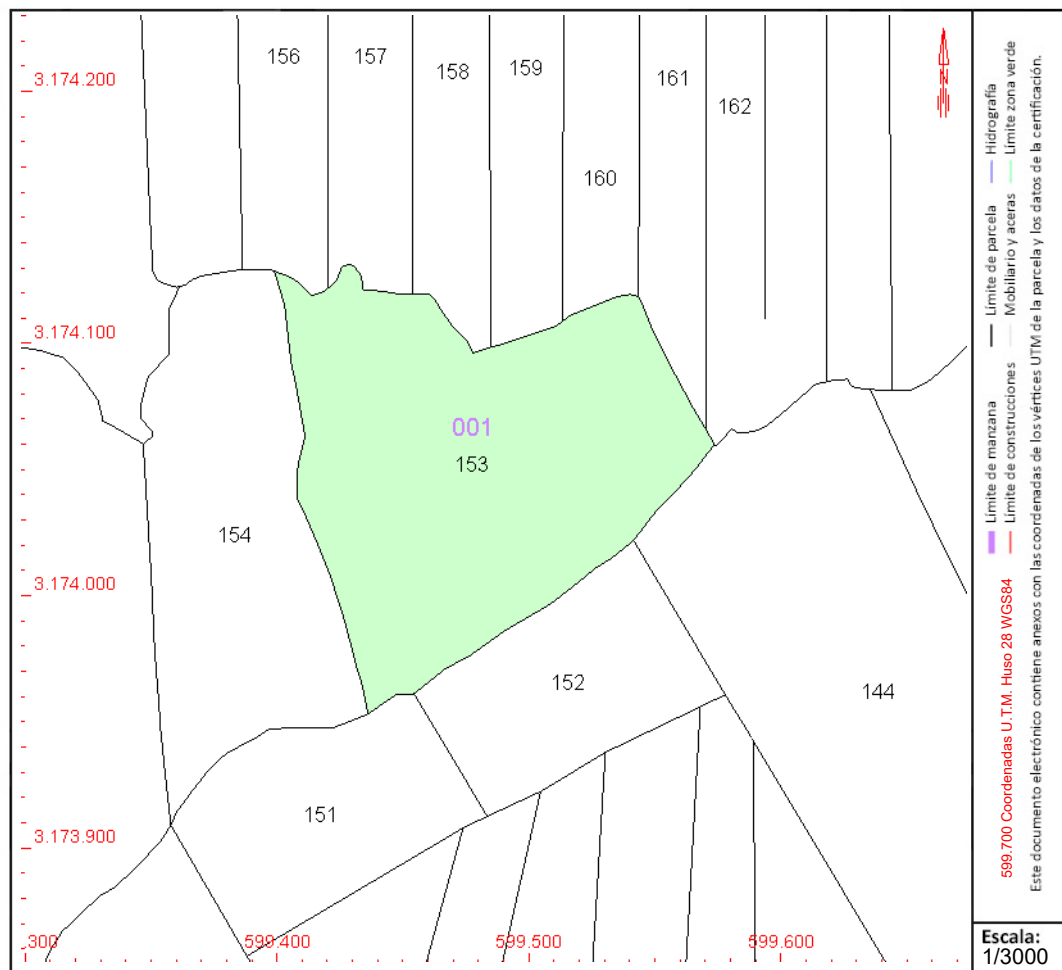 156
157
158
159
161
162
3.174.200
160
3.174.100
001
153
154
3.174.000
152
144
151
3.173.900
.300
599.400
599.500
599.600
N
Límite de manzana
Límite de parcela
Hidrografía
Límite de construcciones
Mobiliario y aceras
Límite zona verde
599.700 Coordenadas U.T.M. Huso 28 WGS84
Este documento electrónico contiene anexos con las coordenadas de los vértices UTM de la parcela y los datos de la certificación.
Escala:
1/3000